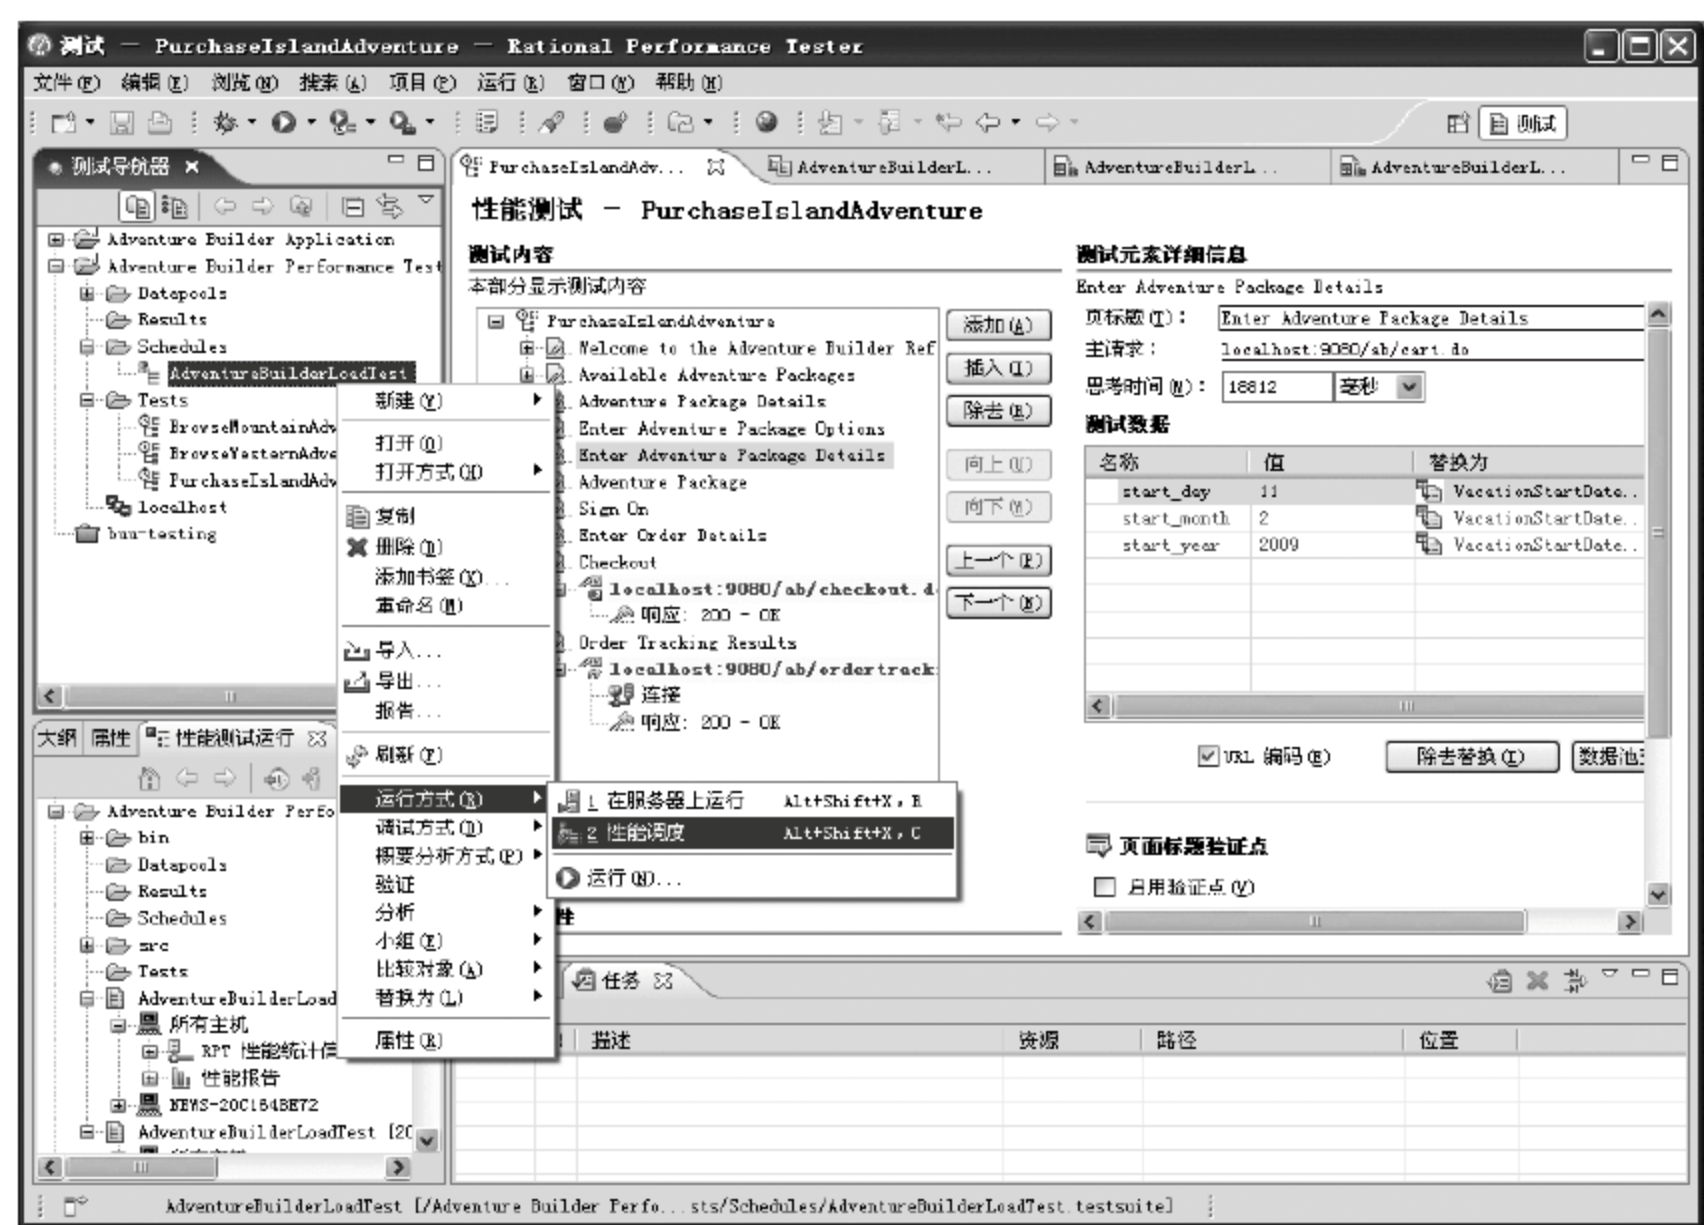 测试 - PurchaseIslandAdventure - Rational Performance Tester
文件(F) 编辑(E) 浏览(N) 搜索(A) 项目(P) 运行(R) 窗口(W) 帮助(H)
测试
测试导航器
Adventure Builder Application
Adventure Builder Performance Test
Datapools
Results
Schedules
AdventureBuilderLoadTest
Tests
BrowseMountainAdv
BrowseWesternAdve
PurchaseIslandAdv
localhost
buu-testing
大纲 属性 性能测试运行
Adventure Builder Perfo
bin
Datapools
Results
Schedules
src
Tests
AdventureBuilderLoad
所有主机
RPT 性能统计信
性能报告
NEWS-20C1648E72
AdventureBuilderLoadTest [20
新建(W)
打开(O)
打开方式(H)
复制
删除(D)
添加书签(K)...
重命名(M)
导入...
导出...
报告...
刷新(F)
运行方式(R)
调试方式(D)
概要分析方式(P)
验证
分析
小组(E)
比较对象(A)
替换为(L)
属性(R)
1 在服务器上运行 Alt+Shift+X, R
2 性能调度 Alt+Shift+X, C
运行(N)...
PurchaseIslandAdv... AdventureBuilderL... AdventureBuilderL... AdventureBuilderL...
性能测试 - PurchaseIslandAdventure
测试内容
本部分显示测试内容
PurchaseIslandAdventure
Welcome to the Adventure Builder Ref
Available Adventure Packages
Adventure Package Details
Enter Adventure Package Options
Enter Adventure Package Details
Adventure Package
Sign On
Enter Order Details
Checkout
localhost:9080/ab/checkout.d
响应: 200 - OK
Order Tracking Results
localhost:9080/ab/ordertrack
连接
响应: 200 - OK
添加(A)
插入(I)
除去(R)
向上(U)
向下(W)
上一个(P)
下一个(N)
性
测试元素详细信息
Enter Adventure Package Details
页标题(T): Enter Adventure Package Details
主请求: localhost:9080/ab/cart.do
思考时间(N): 18812 毫秒
测试数据
名称 值 替换为
start_day 11 VacationStartDate..
start_month 2 VacationStartDate..
start_year 2009 VacationStartDate..
URL 编码(E) 除去替换(I) 数据池
页面标题验证点
启用验证点(V)
任务
描述 资源 路径 位置
AdventureBuilderLoadTest [/Adventure Builder Perfo...sts/Schedules/AdventureBuilderLoadTest.testsuite]